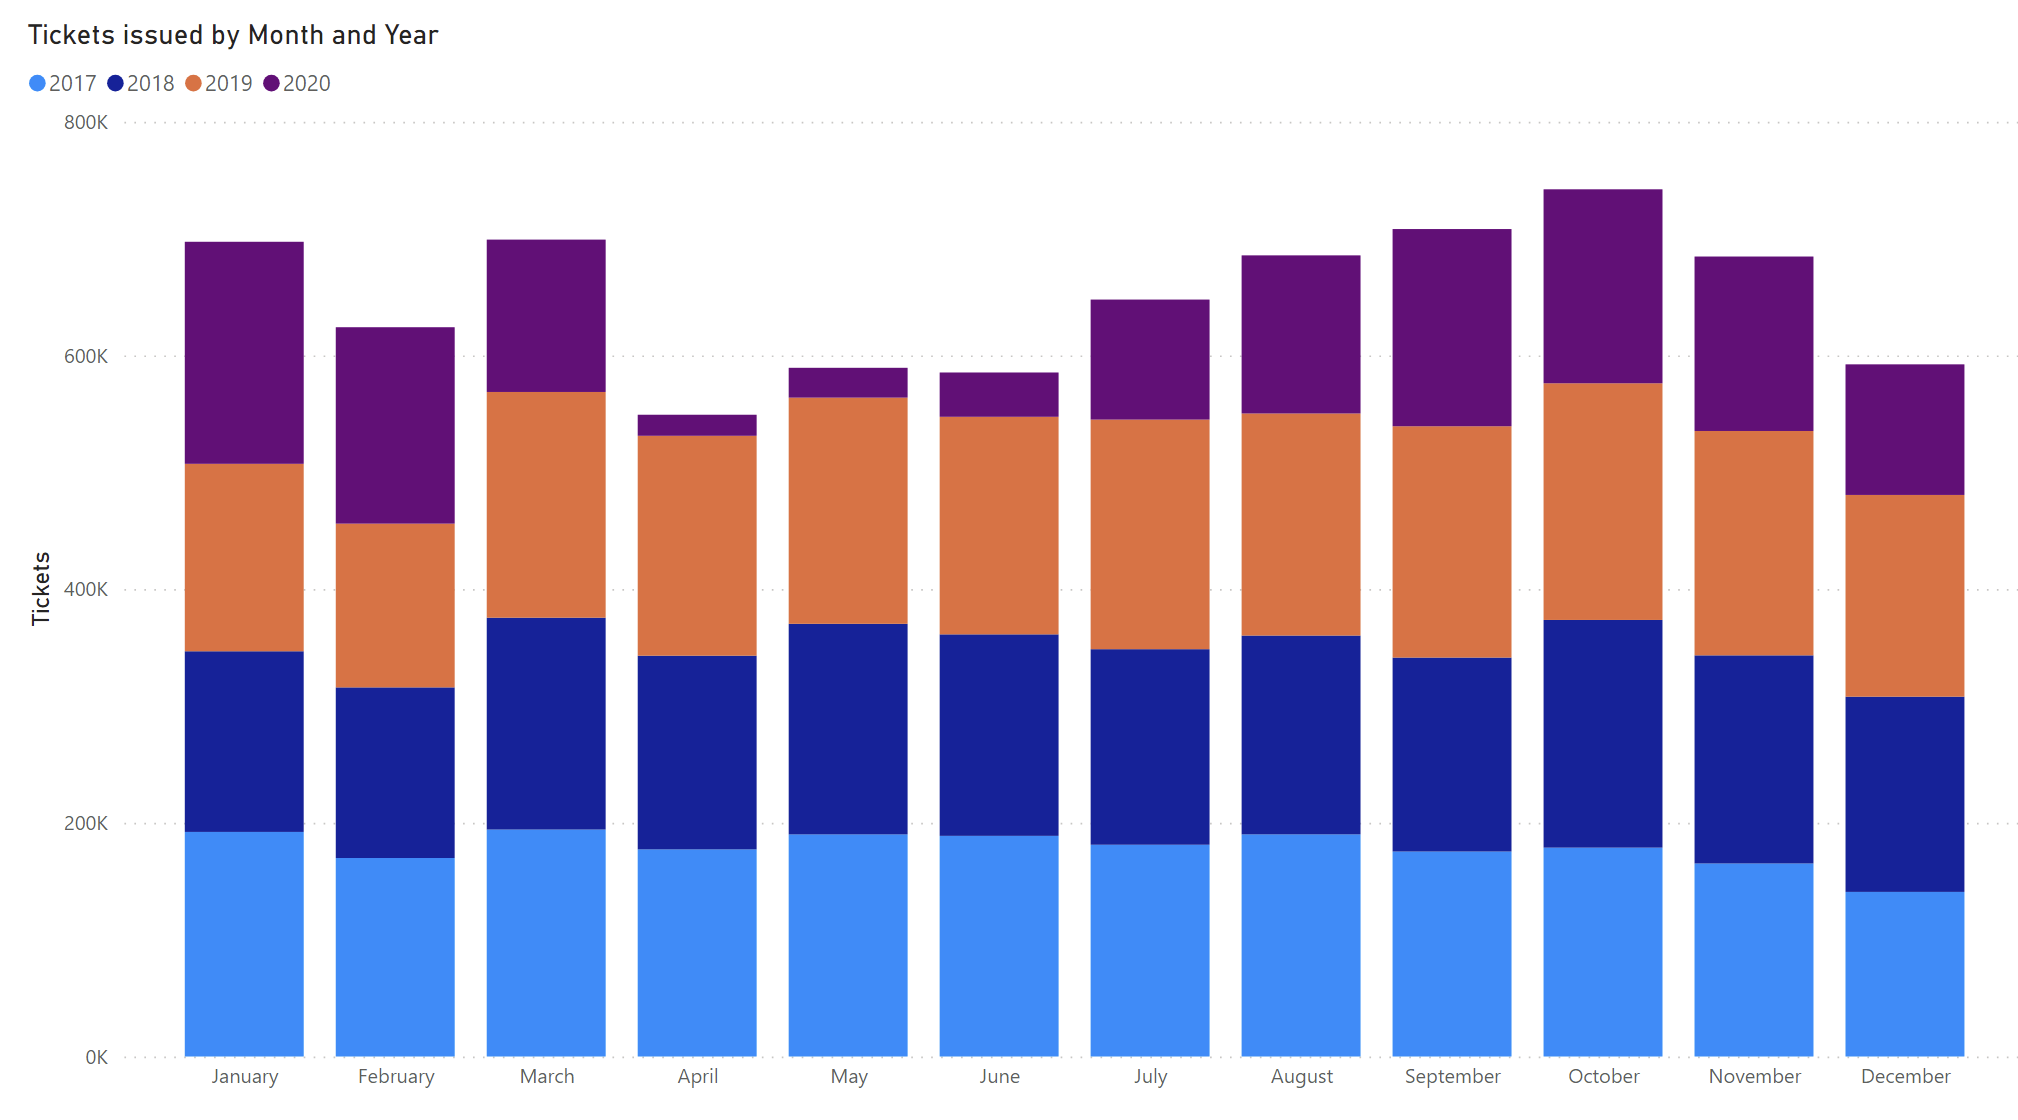 Tickets issued by Month and Year
2017 2018 2019 2020
800K
600K
400K
200K
0K
Tickets
January February March April May June July August September October November December